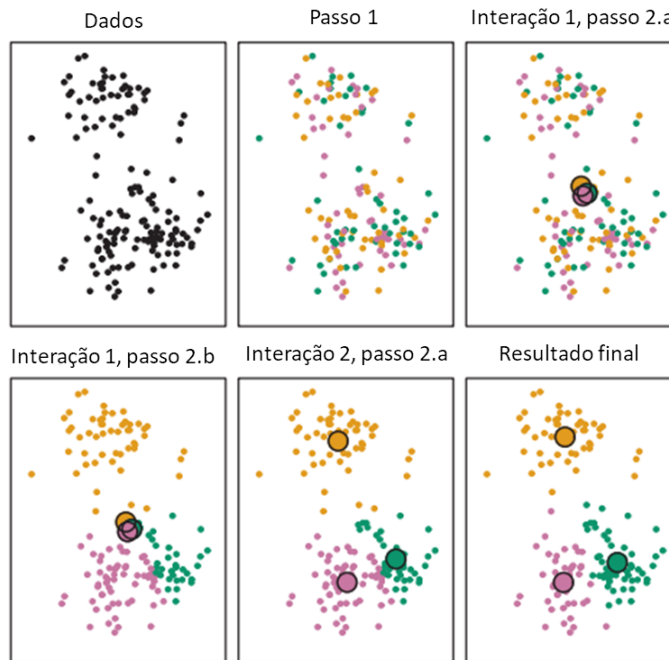 Dados
Passo 1
Interação 1, passo 2.a
Interação 1, passo 2.b
Interação 2, passo 2.a
Resultado final